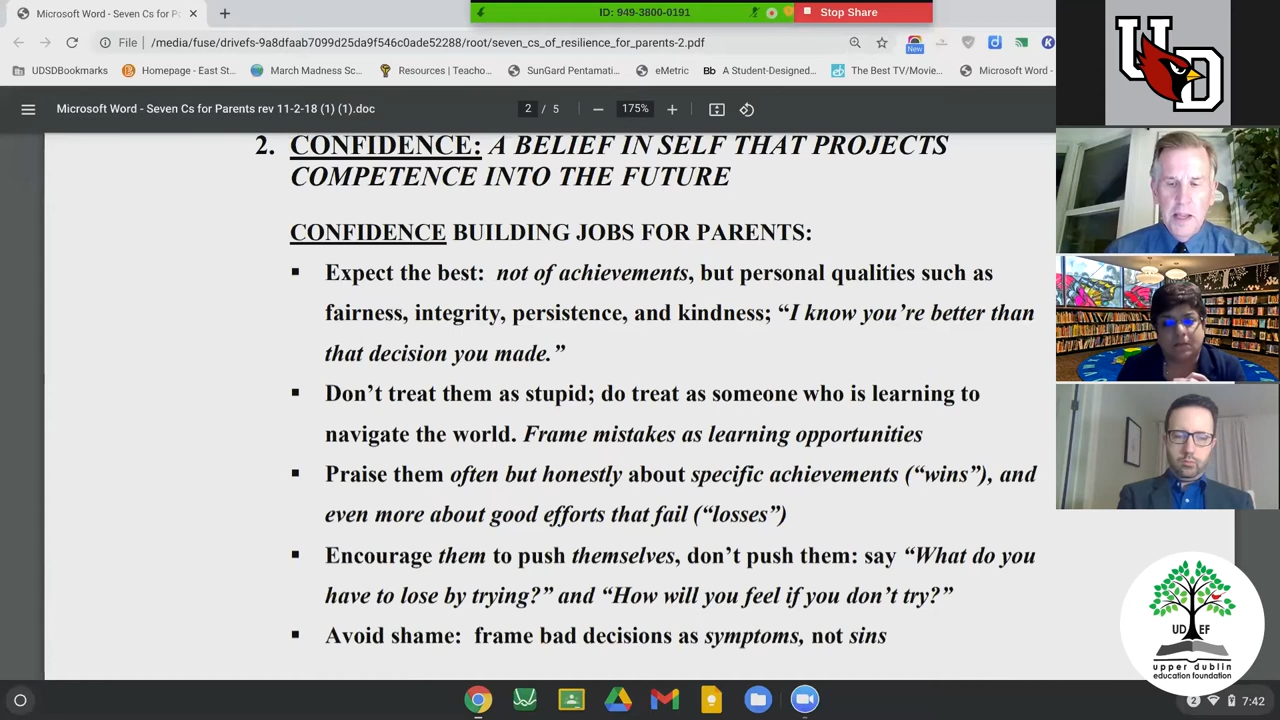 Microsoft Word - Seven Cs for Pa
ID: 949-3800-0191
Stop Share
File
/media/fuse/drivefs-9a8dfaab7099d25da9f546c0ade52e88/root/seven_cs_of_resilience_for_parents-2.pdf
New
UDSDBookmarks
Homepage - East St...
March Madness Sc...
Resources | Teach...
SunGard Pentamati...
eMetric
Bb A Student-Designed...
The Best TV/Movie...
Microsoft Word -
Microsoft Word - Seven Cs for Parents rev 11-2-18 (1) (1).doc
2 / 5
175%
2. CONFIDENCE: A BELIEF IN SELF THAT PROJECTS
COMPETENCE INTO THE FUTURE
CONFIDENCE BUILDING JOBS FOR PARENTS:
▪ Expect the best: not of achievements, but personal qualities such as
fairness, integrity, persistence, and kindness; “I know you’re better than
that decision you made.”
▪ Don’t treat them as stupid; do treat as someone who is learning to
navigate the world. Frame mistakes as learning opportunities
▪ Praise them often but honestly about specific achievements (“wins”), and
even more about good efforts that fail (“losses”)
▪ Encourage them to push themselves, don’t push them: say “What do you
have to lose by trying?” and “How will you feel if you don’t try?”
▪ Avoid shame: frame bad decisions as symptoms, not sins
UD
UD EF
upper dublin
education foundation
2
7:42